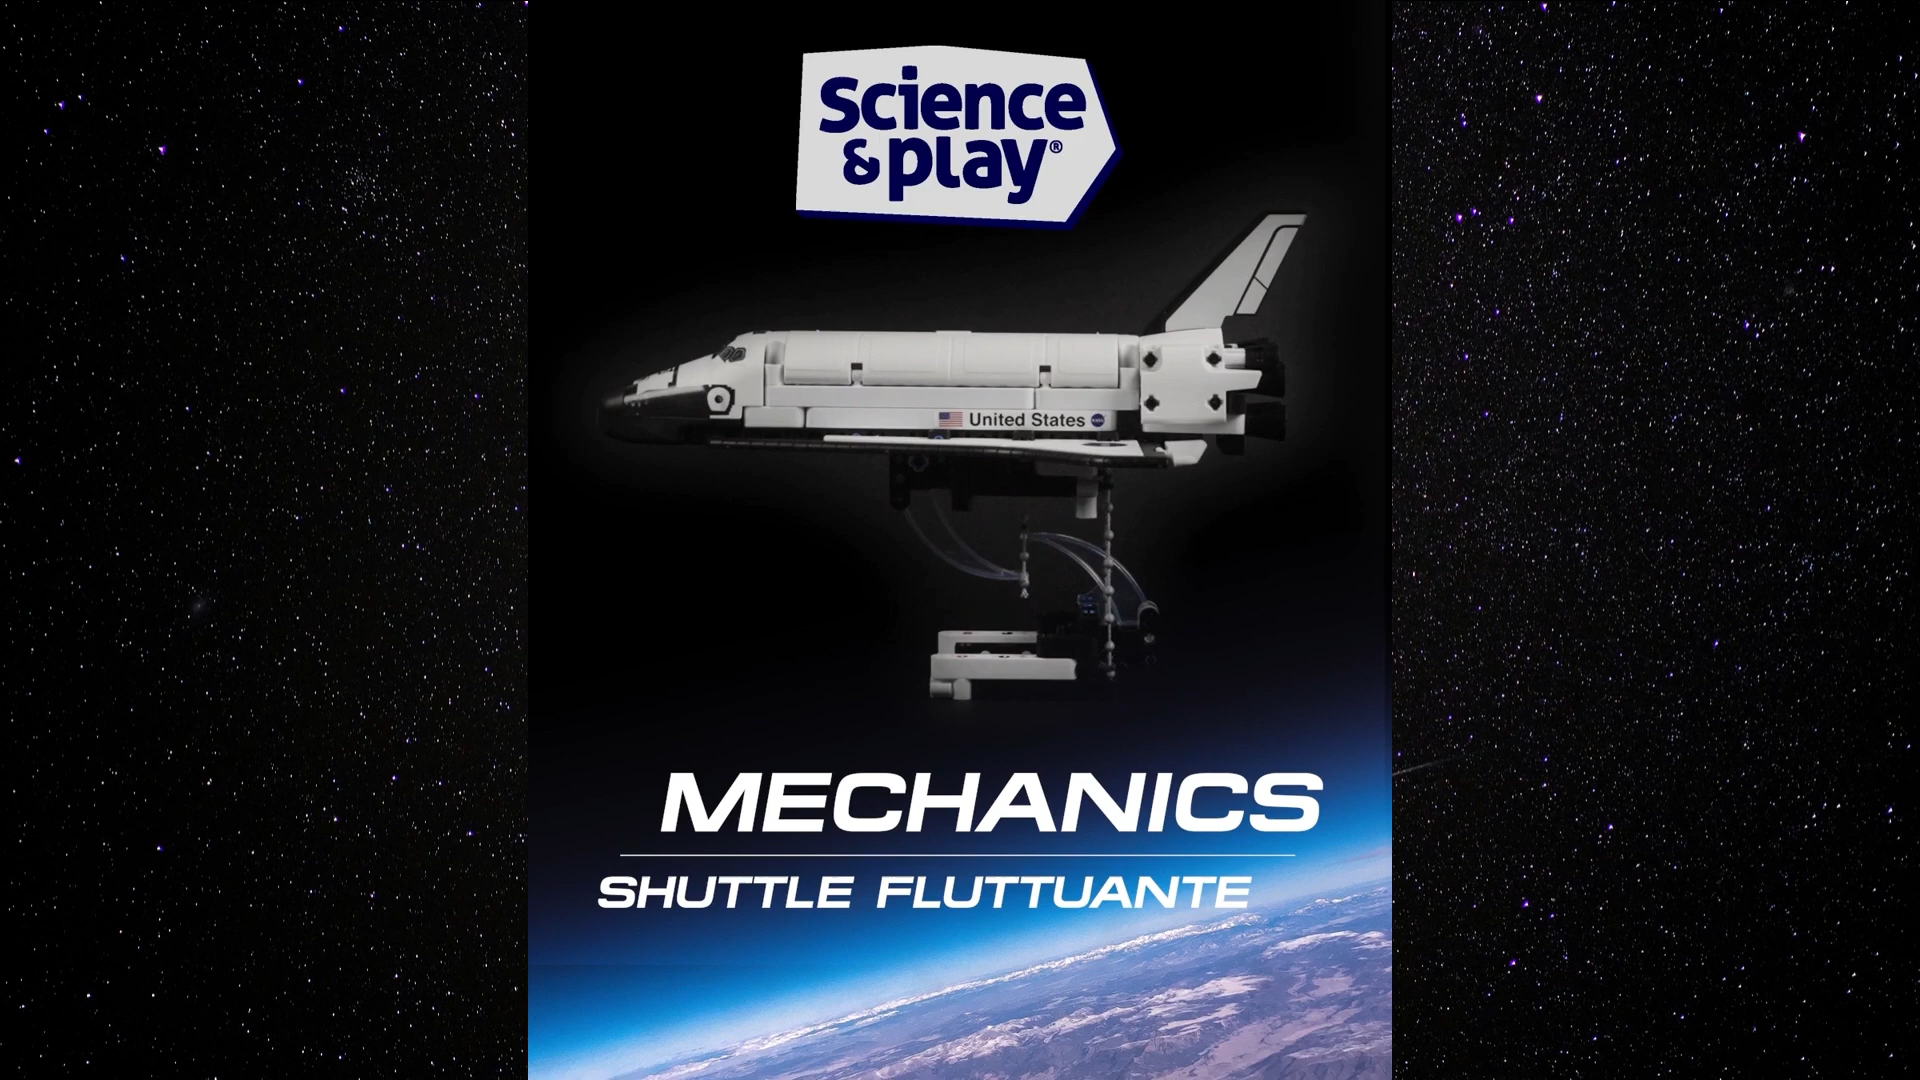 Science
& play®
United States
MECHANICS
SHUTTLE FLUTTUANTE